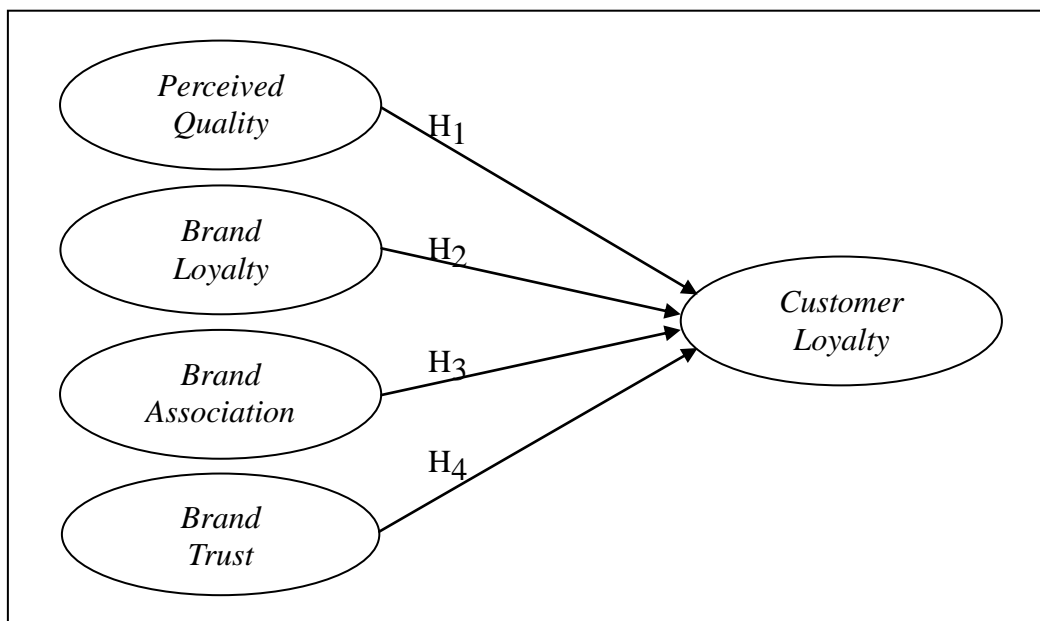 Perceived
Quality
H1
Brand
Loyalty
H2
Customer
Loyalty
Brand
Association
H3
Brand
Trust
H4